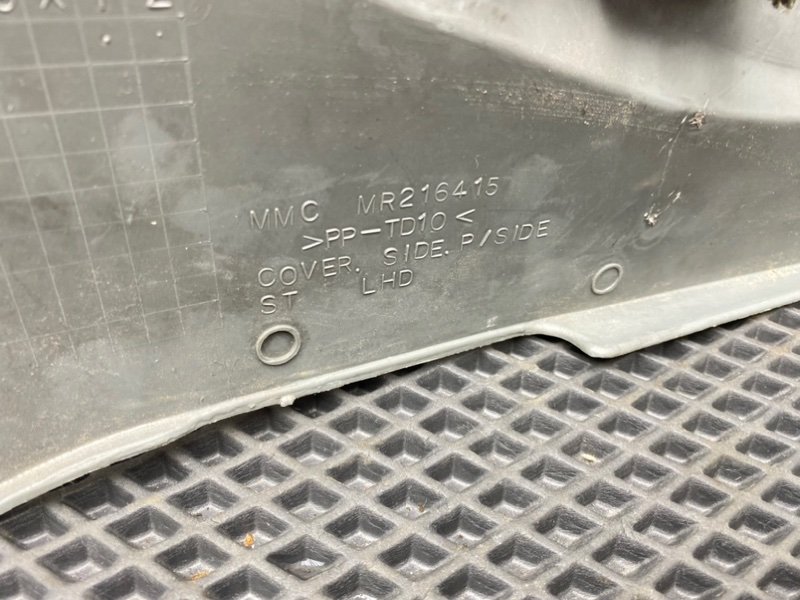 MMC MR216415
>PP-TD10<
COVER, SIDE, P/SIDE
ST LHD